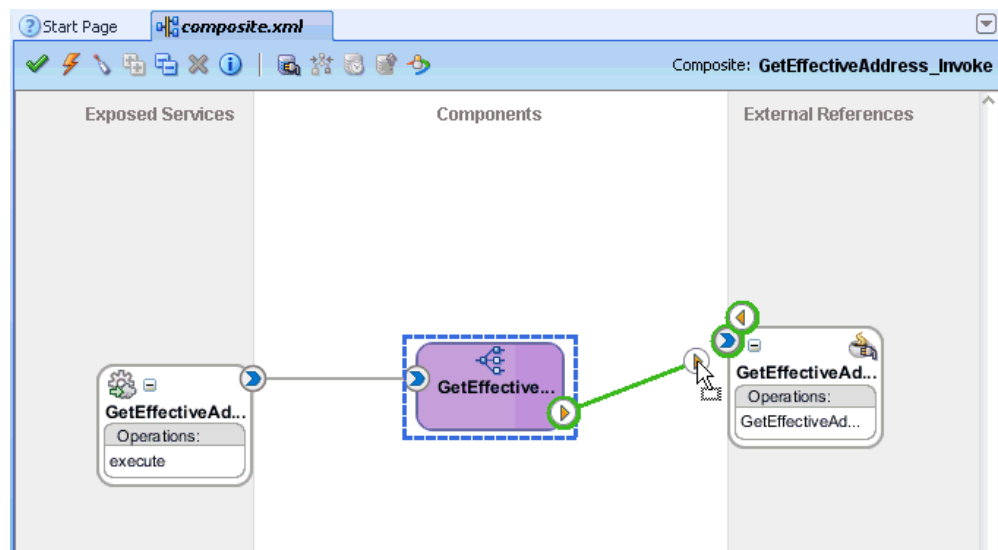 Start Page
composite.xml
Composite: GetEffectiveAddress_Invoke
Exposed Services
Components
External References
GetEffectiveAd...
Operations:
execute
GetEffective...
GetEffectiveAd...
Operations:
GetEffectiveAd...